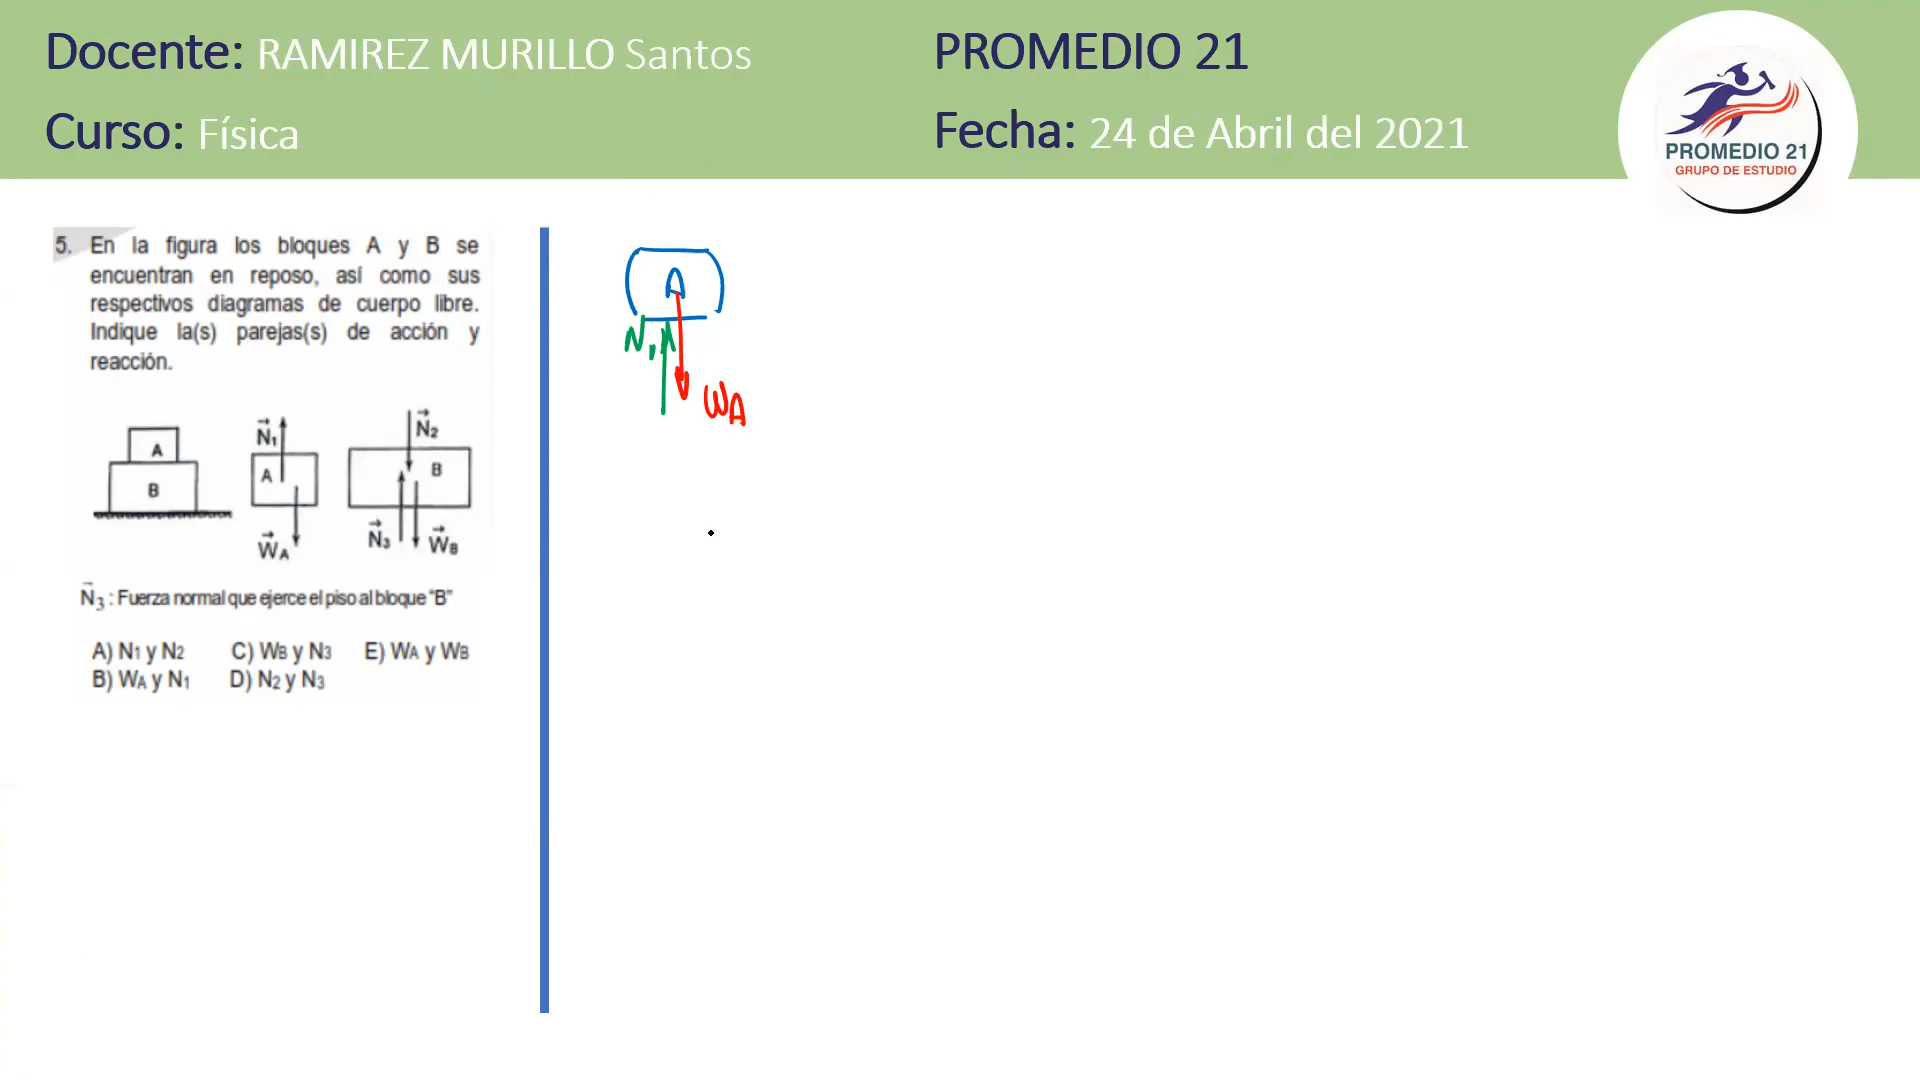 Docente: RAMIREZ MURILLO Santos
PROMEDIO 21
Curso: Física
Fecha: 24 de Abril del 2021
PROMEDIO 21
GRUPO DE ESTUDIO
5. En la figura los bloques A y B se
encuentran en reposo, así como sus
respectivos diagramas de cuerpo libre.
Indique la(s) parejas(s) de acción y
reacción.
A
B
N₁
A
WA
N₂
B
N₃
WB
N₃ : Fuerza normal que ejerce el piso al bloque "B"
A) N1 y N2 C) WB y N3 E) WA y WB
B) WA y N1 D) N2 y N3
A
N₁
WA